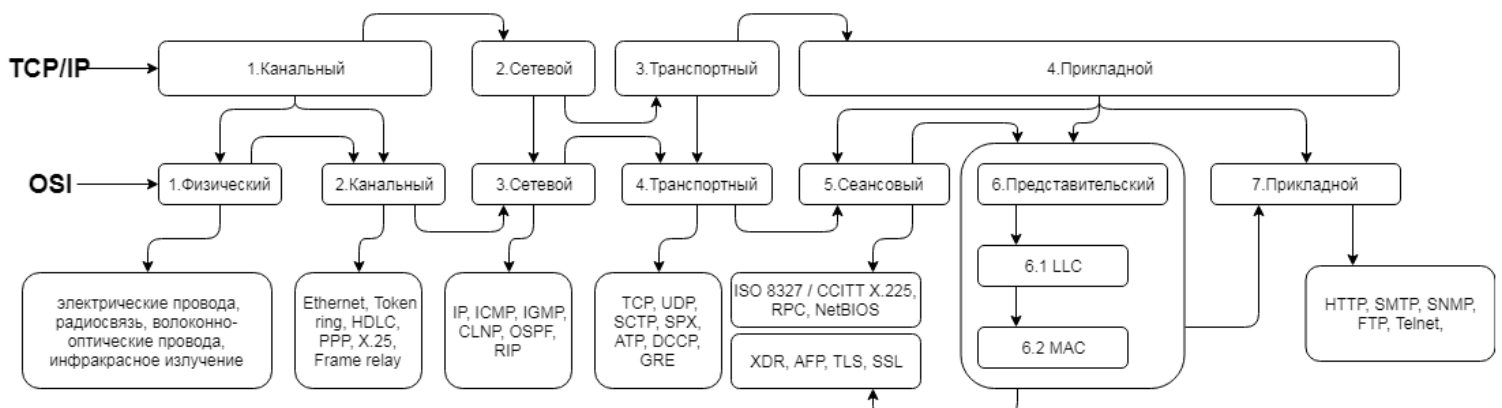 TCP/IP
1.Канальный
2.Сетевой
3.Транспортный
4.Прикладной
OSI
1.Физический
2.Канальный
3.Сетевой
4.Транспортный
5.Сеансовый
6.Представительский
7.Прикладной
6.1 LLC
6.2 MAC
электрические провода,
радиосвязь, волоконно-
оптические провода,
инфракрасное излучение
Ethernet, Token
ring, HDLC,
PPP, X.25,
Frame relay
IP, ICMP, IGMP,
CLNP, OSPF,
RIP
TCP, UDP,
SCTP, SPX,
ATP, DCCP,
GRE
ISO 8327 / CCITT X.225,
RPC, NetBIOS
XDR, AFP, TLS, SSL
HTTP, SMTP, SNMP,
FTP, Telnet,